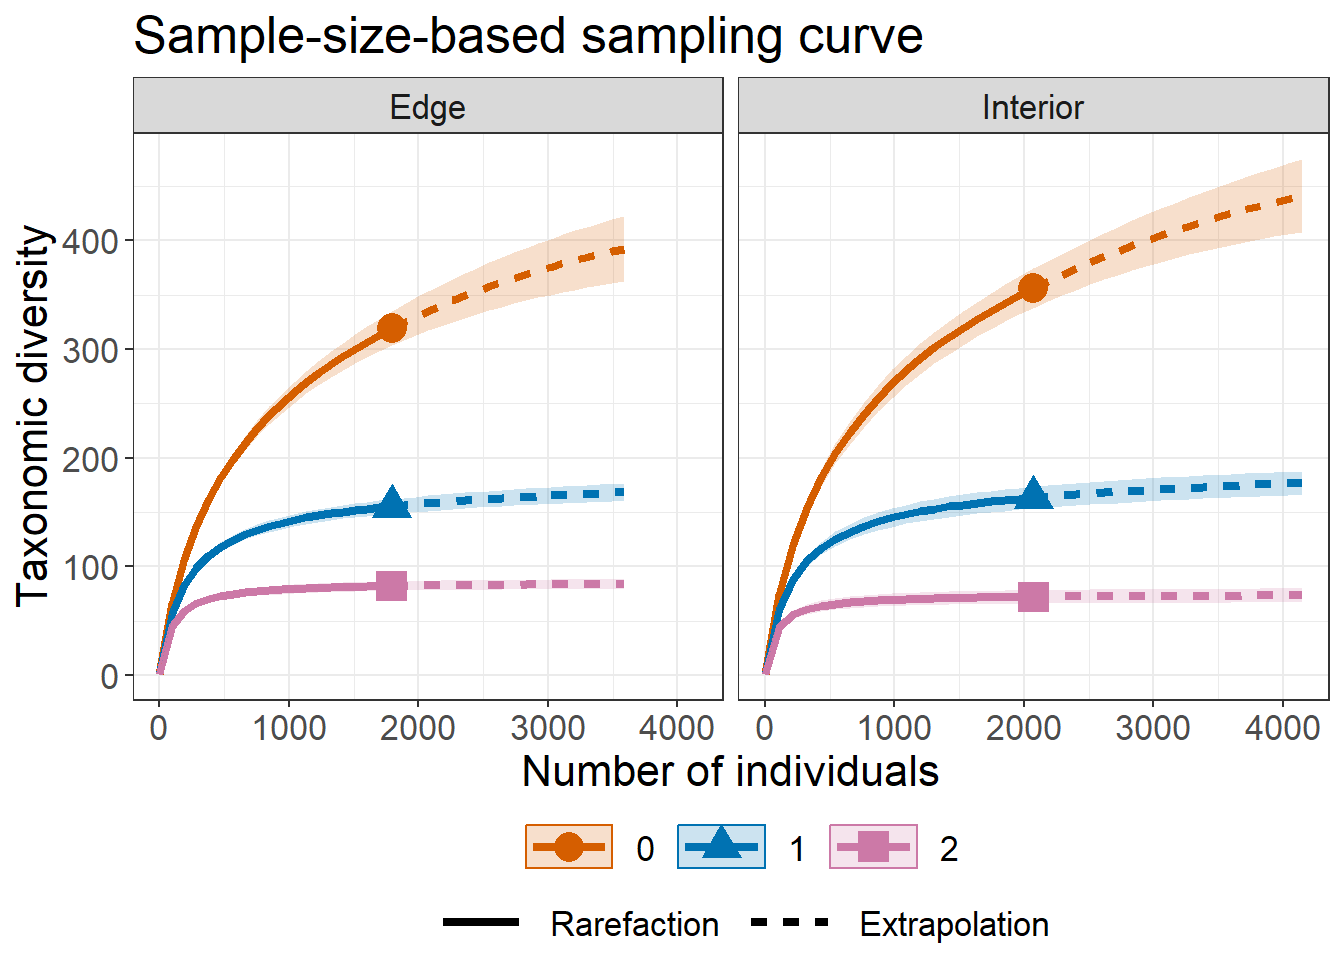 Sample-size-based sampling curve
Edge
Interior
Taxonomic diversity
400
300
200
100
0
0 1000 2000 3000 4000
0 1000 2000 3000 4000
Number of individuals
0 1 2
Rarefaction Extrapolation